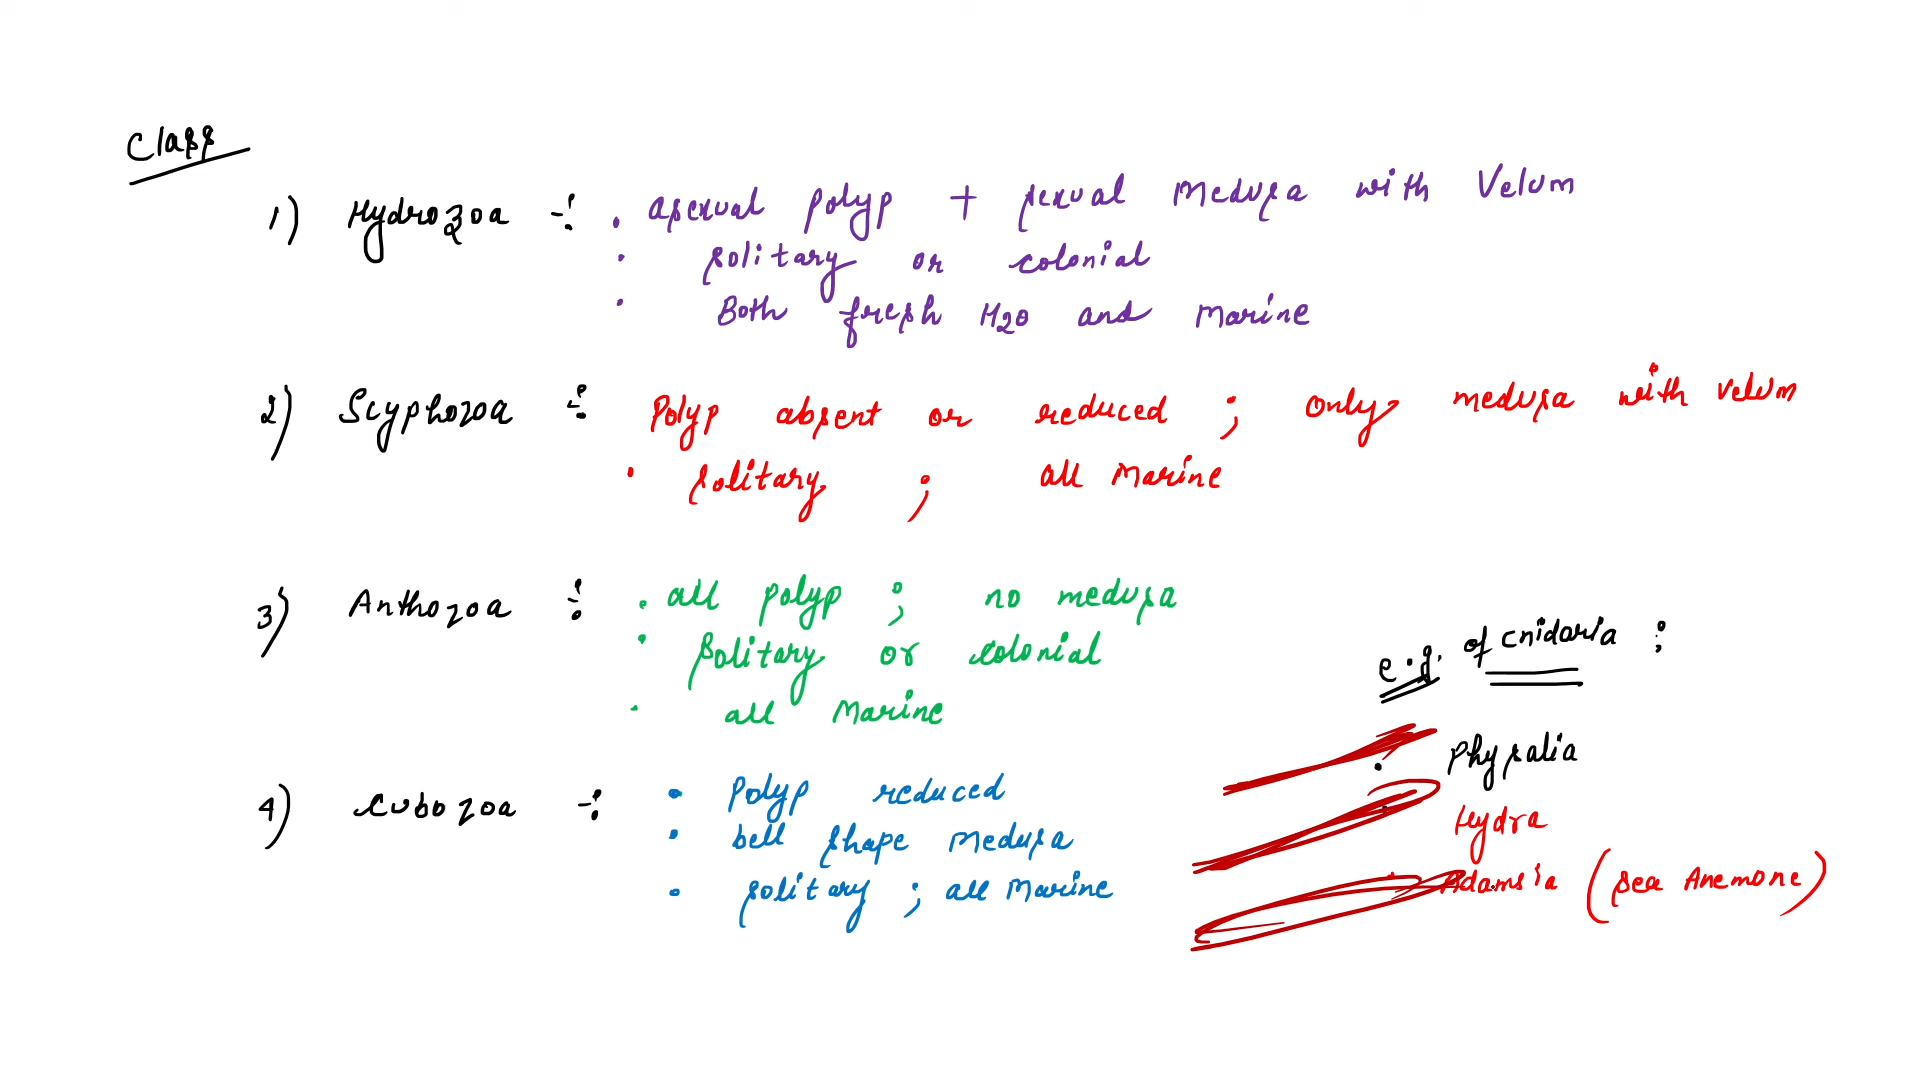 Class
1) Hydrozoa ÷ • asexual polyp + sexual Medusa with Velum
• solitary or colonial
• Both fresh H2O and Marine
2) Scyphozoa ÷ Polyp absent or reduced ; only medusa with velum
• solitary ; all Marine
3) Anthozoa ÷ • all polyp ; no medusa
• Solitary or colonial
• all Marine
e.g. of cnidaria :
• Physalia
4) Cubozoa ÷ • Polyp reduced
Hydra
• bell shape Medusa
Adamsia (sea Anemone)
• solitary ; all Marine